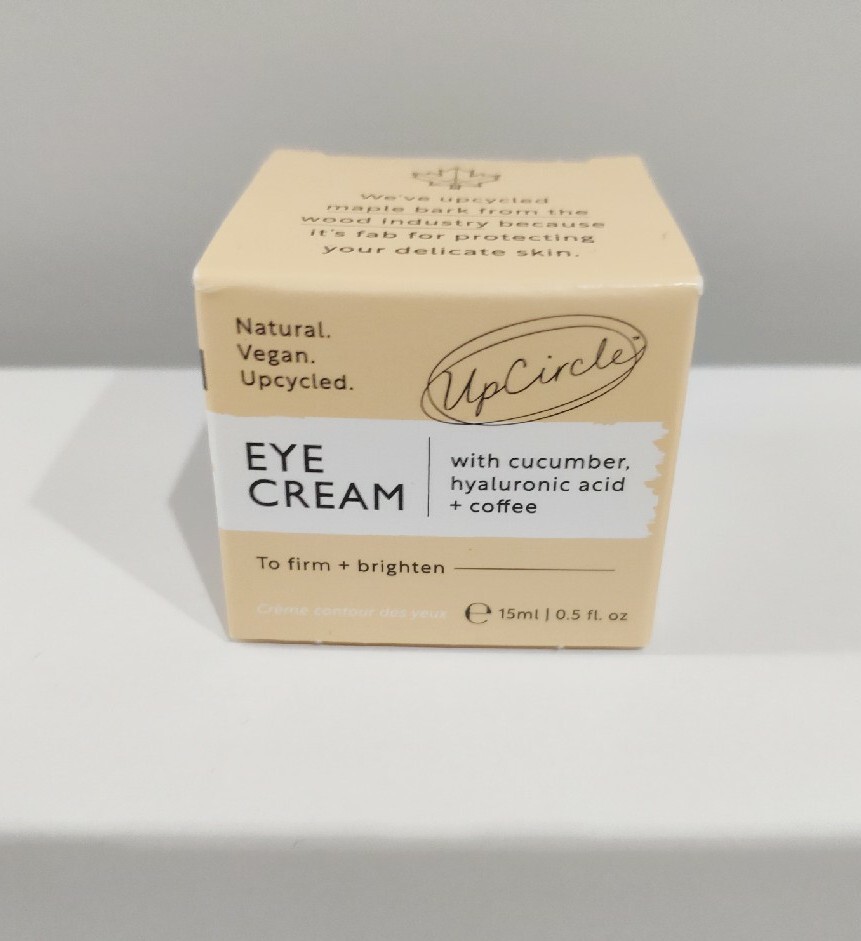 We've upcycled
maple bark from the
wood industry because
it's fab for protecting
your delicate skin.
Natural.
Vegan.
Upcycled.
UpCircle
EYE
CREAM
with cucumber,
hyaluronic acid
+ coffee
To firm + brighten
Crème contour des yeux
℮ 15ml | 0.5 fl. oz